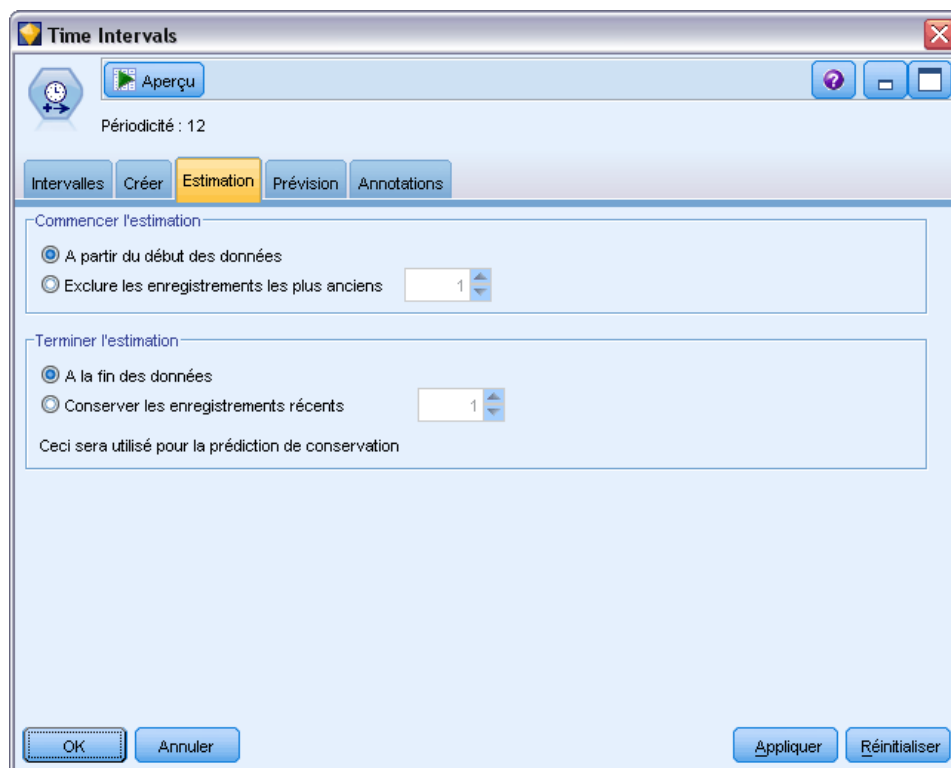 Time Intervals
Aperçu
Périodicité : 12
Intervalles Créer Estimation Prévision Annotations
Commencer l'estimation
A partir du début des données
Exclure les enregistrements les plus anciens 1
Terminer l'estimation
A la fin des données
Conserver les enregistrements récents 1
Ceci sera utilisé pour la prédiction de conservation
OK Annuler Appliquer Réinitialiser